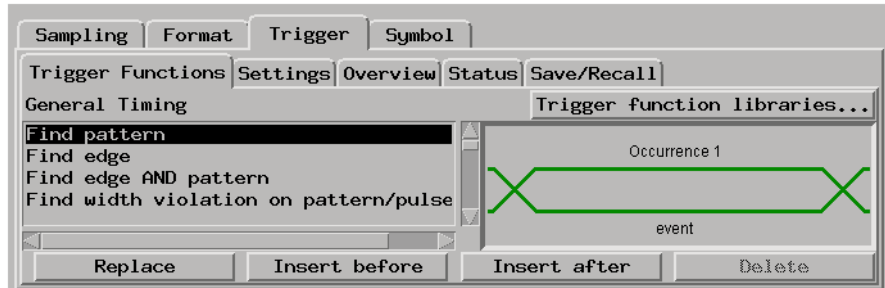 Sampling Format Trigger Symbol
Trigger Functions Settings Overview Status Save/Recall
General Timing Trigger function libraries...
Find pattern
Find edge
Find edge AND pattern
Find width violation on pattern/pulse
Occurrence 1
event
Replace Insert before Insert after Delete